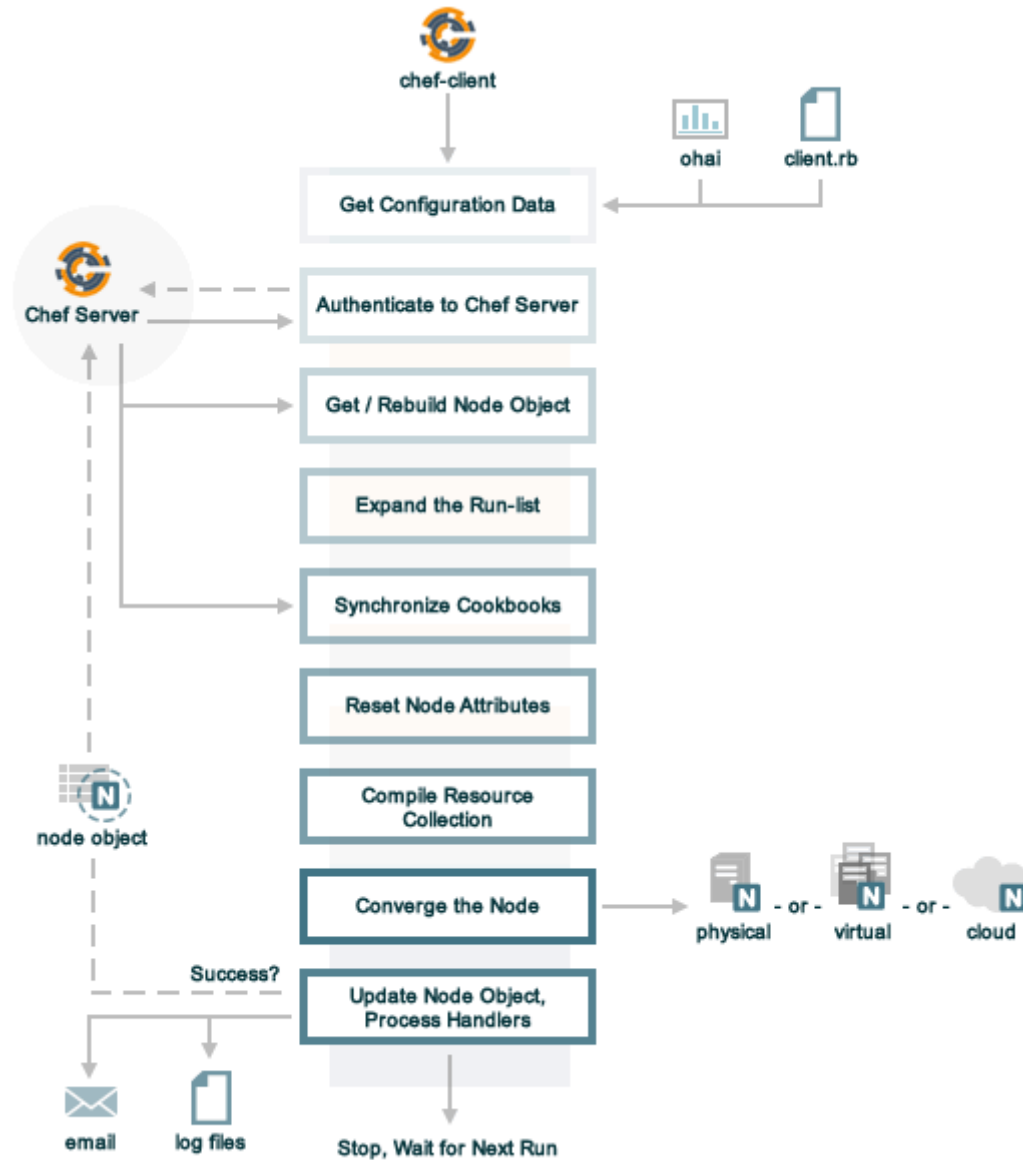 chef-client
ohai
client.rb
Get Configuration Data
Chef Server
Authenticate to Chef Server
Get / Rebuild Node Object
Expand the Run-list
Synchronize Cookbooks
Reset Node Attributes
Compile Resource
Collection
N
node object
Converge the Node
N - or - N - or - N
physical
virtual
cloud
Success?
Update Node Object,
Process Handlers
email
log files
Stop, Wait for Next Run